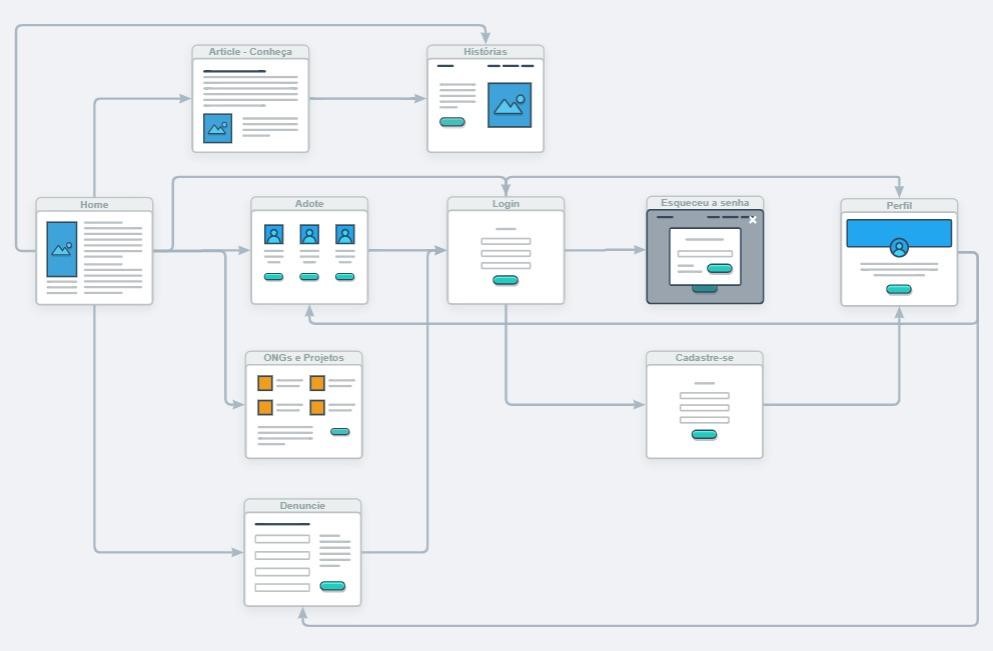 Article - Conheça
Histórias
Home
Adote
Login
Esqueceu a senha
Perfil
ONGs e Projetos
Cadastre-se
Denuncie